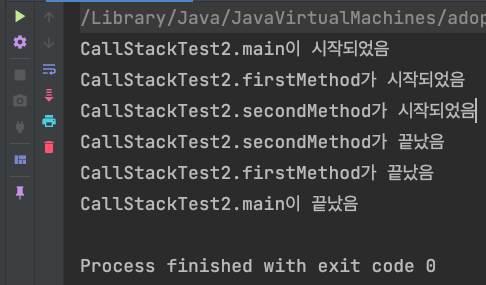 /Library/Java/JavaVirtualMachines/adop
CallStackTest2.main이 시작되었음
CallStackTest2.firstMethod가 시작되었음
CallStackTest2.secondMethod가 시작되었음
CallStackTest2.secondMethod가 끝났음
CallStackTest2.firstMethod가 끝났음
CallStackTest2.main이 끝났음
Process finished with exit code 0